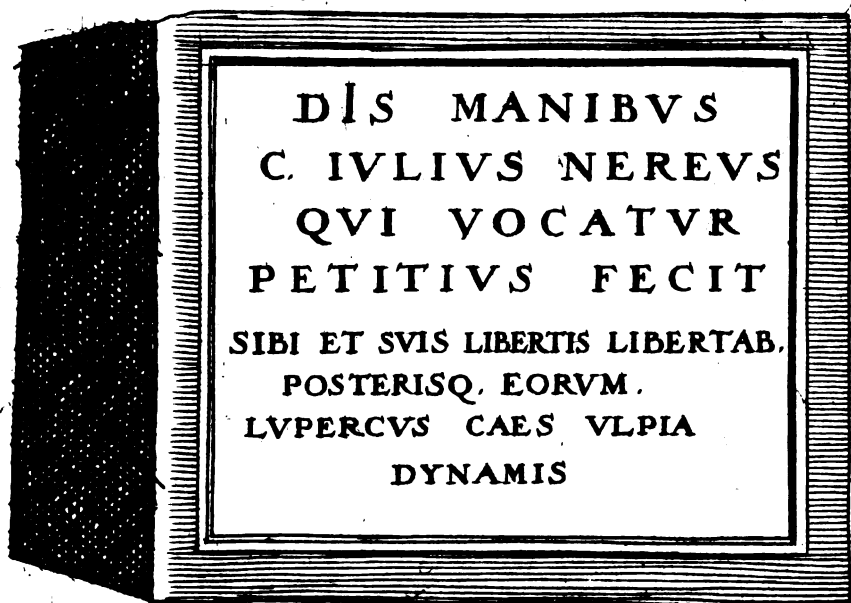 DIS MANIBVS
C. IVLIVS NEREVS
QVI VOCATVR
PETITIVS FECIT
SIBI ET SVIS LIBERTIS LIBERTAB.
POSTERISQ. EORVM.
LVPERCVS CAES VLPIA
DYNAMIS